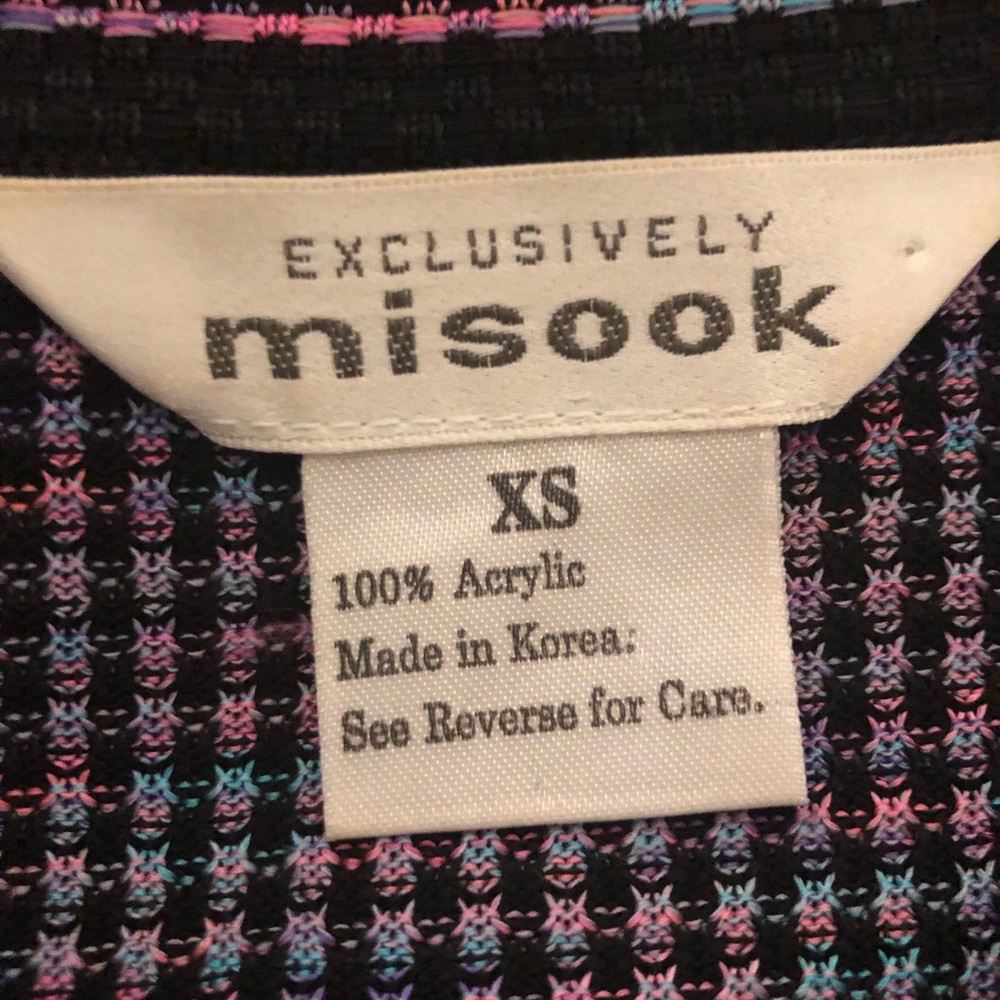 EXCLUSIVELY
misook
XS
100% Acrylic
Made in Korea:
See Reverse for Care.